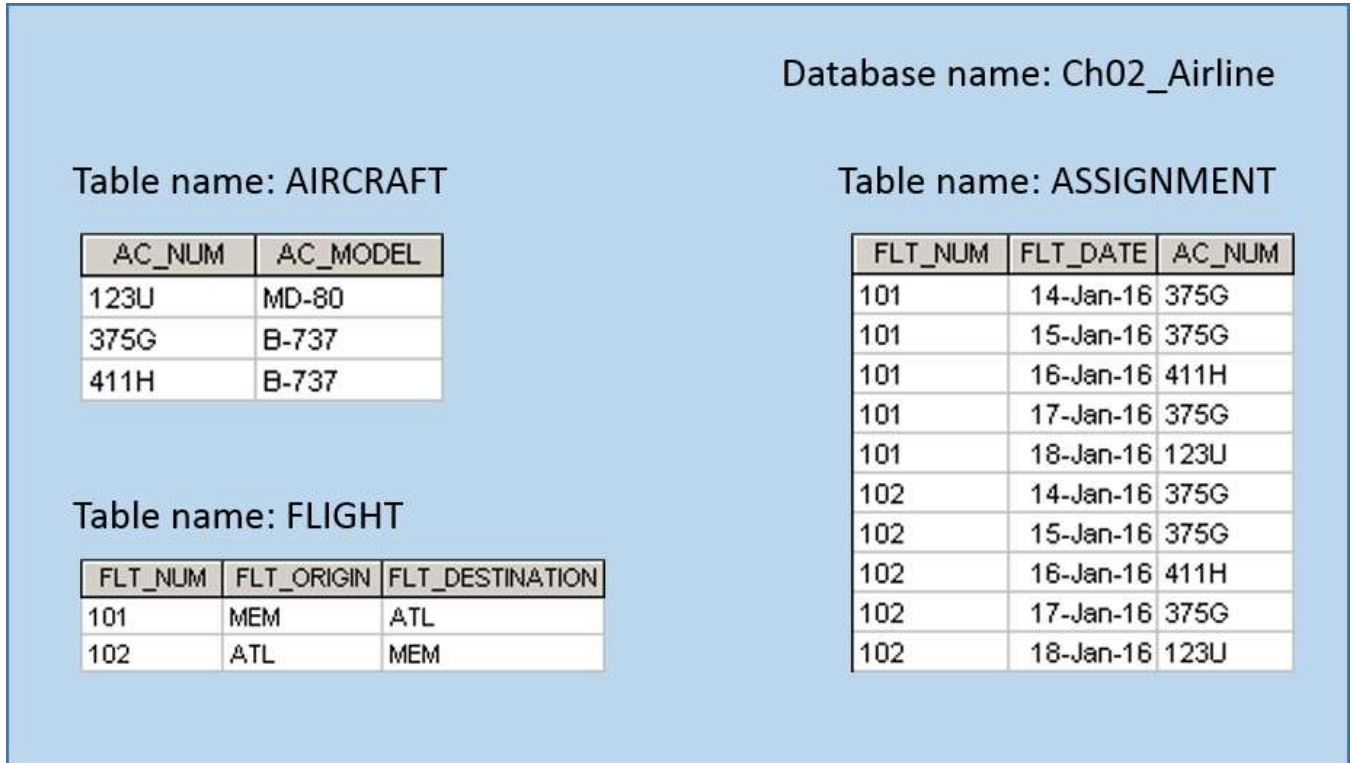 Database name: Ch02_Airline
Table name: AIRCRAFT
AC_NUM AC_MODEL
123U MD-80
375G B-737
411H B-737
Table name: FLIGHT
FLT_NUM FLT_ORIGIN FLT_DESTINATION
101 MEM ATL
102 ATL MEM
Table name: ASSIGNMENT
FLT_NUM FLT_DATE AC_NUM
101 14-Jan-16 375G
101 15-Jan-16 375G
101 16-Jan-16 411H
101 17-Jan-16 375G
101 18-Jan-16 123U
102 14-Jan-16 375G
102 15-Jan-16 375G
102 16-Jan-16 411H
102 17-Jan-16 375G
102 18-Jan-16 123U